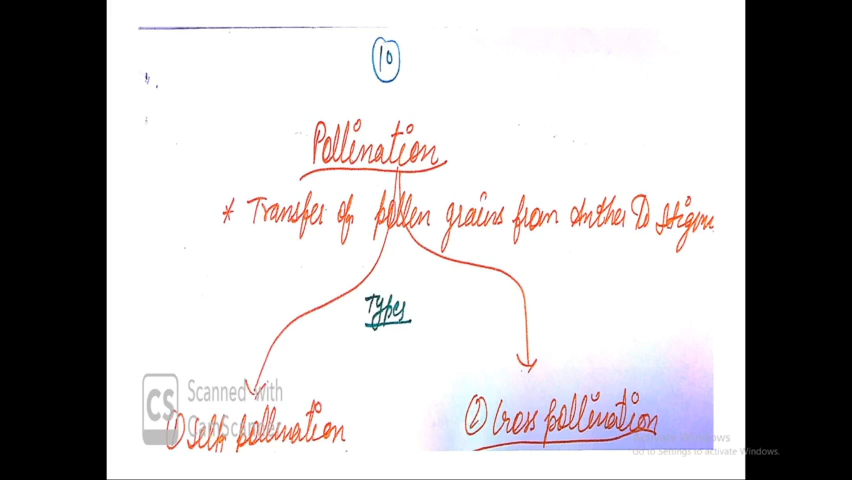 10
Pollination
* Transfer of pollen grains from Anther To stigma
Types
① Self pollination
② Cross pollination
Scanned with
CS CamScanner
Activate Windows
Go to Settings to activate Windows.